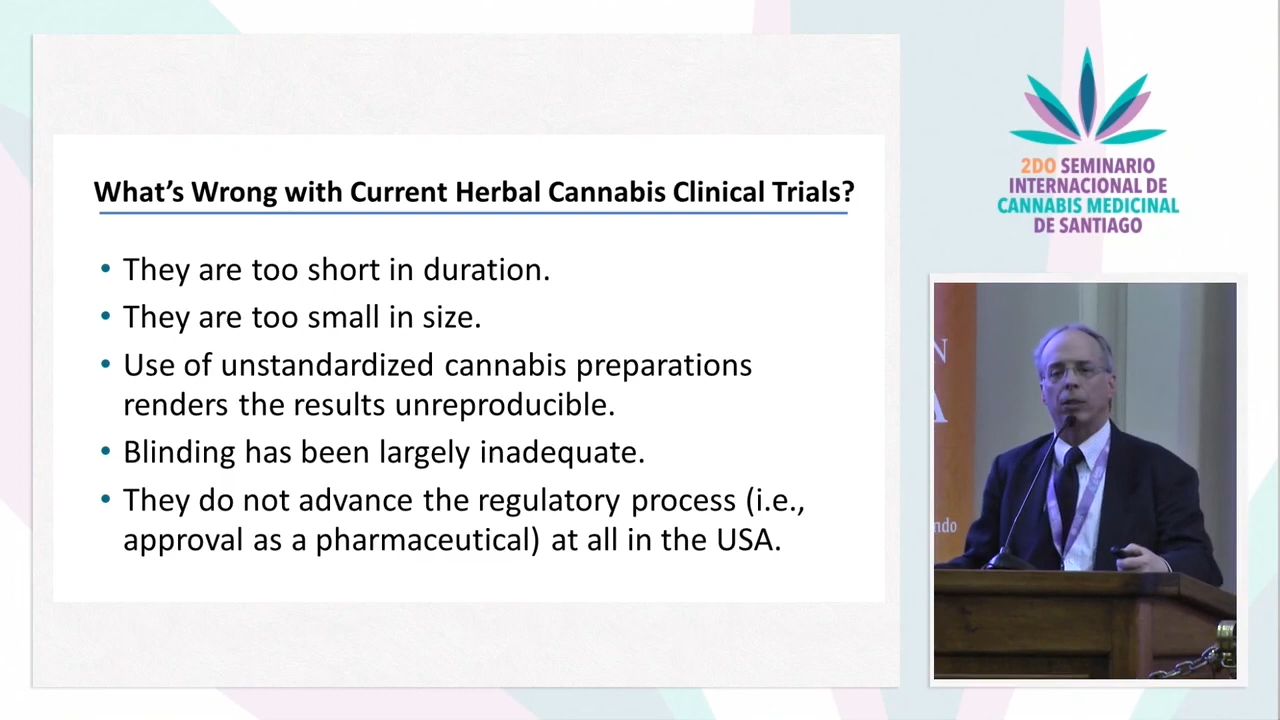 What's Wrong with Current Herbal Cannabis Clinical Trials?
• They are too short in duration.
• They are too small in size.
• Use of unstandardized cannabis preparations
renders the results unreproducible.
• Blinding has been largely inadequate.
• They do not advance the regulatory process (i.e.,
approval as a pharmaceutical) at all in the USA.
2DO SEMINARIO
INTERNACIONAL DE
CANNABIS MEDICINAL
DE SANTIAGO
N
A
ndo